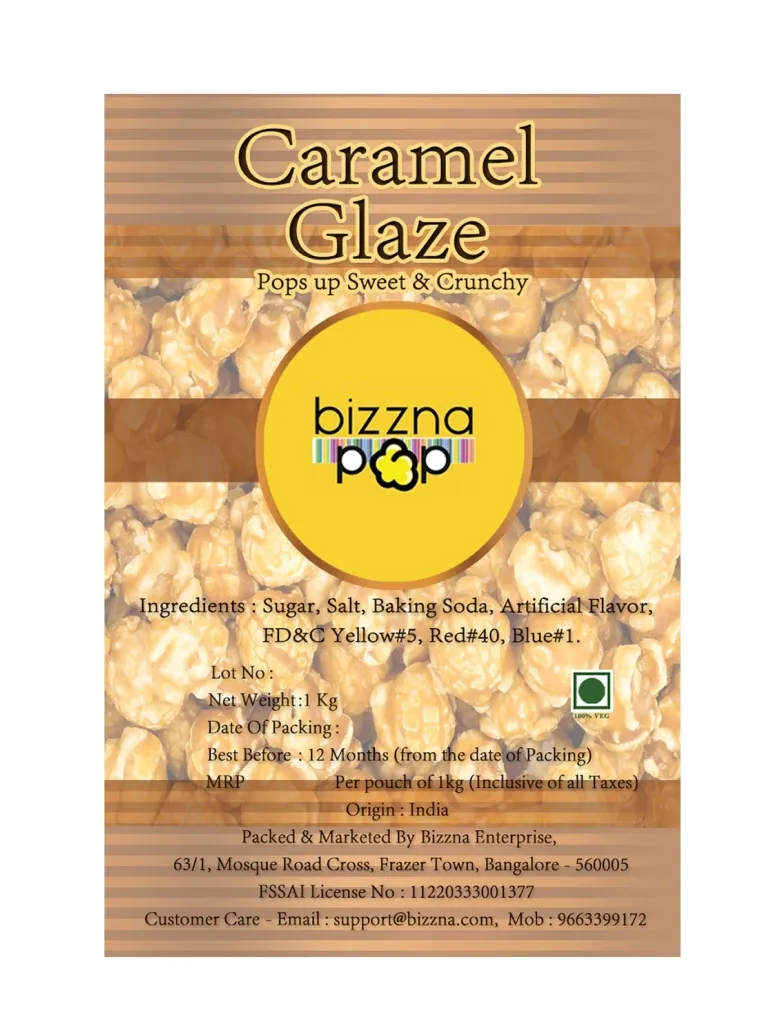 Caramel
Glaze
Pops up Sweet & Crunchy
bizzna
pop
Ingredients : Sugar, Salt, Baking Soda, Artificial Flavor,
FD&C Yellow#5, Red#40, Blue#1.
Lot No :
Net Weight:1 Kg
100% VEG
Date Of Packing :
Best Before : 12 Months (from the date of Packing)
MRP Per pouch of 1kg (Inclusive of all Taxes)
Origin : India
Packed & Marketed By Bizzna Enterprise,
63/1, Mosque Road Cross, Frazer Town, Bangalore - 560005
FSSAI License No : 11220333001377
Customer Care - Email : support@bizzna.com, Mob : 9663399172